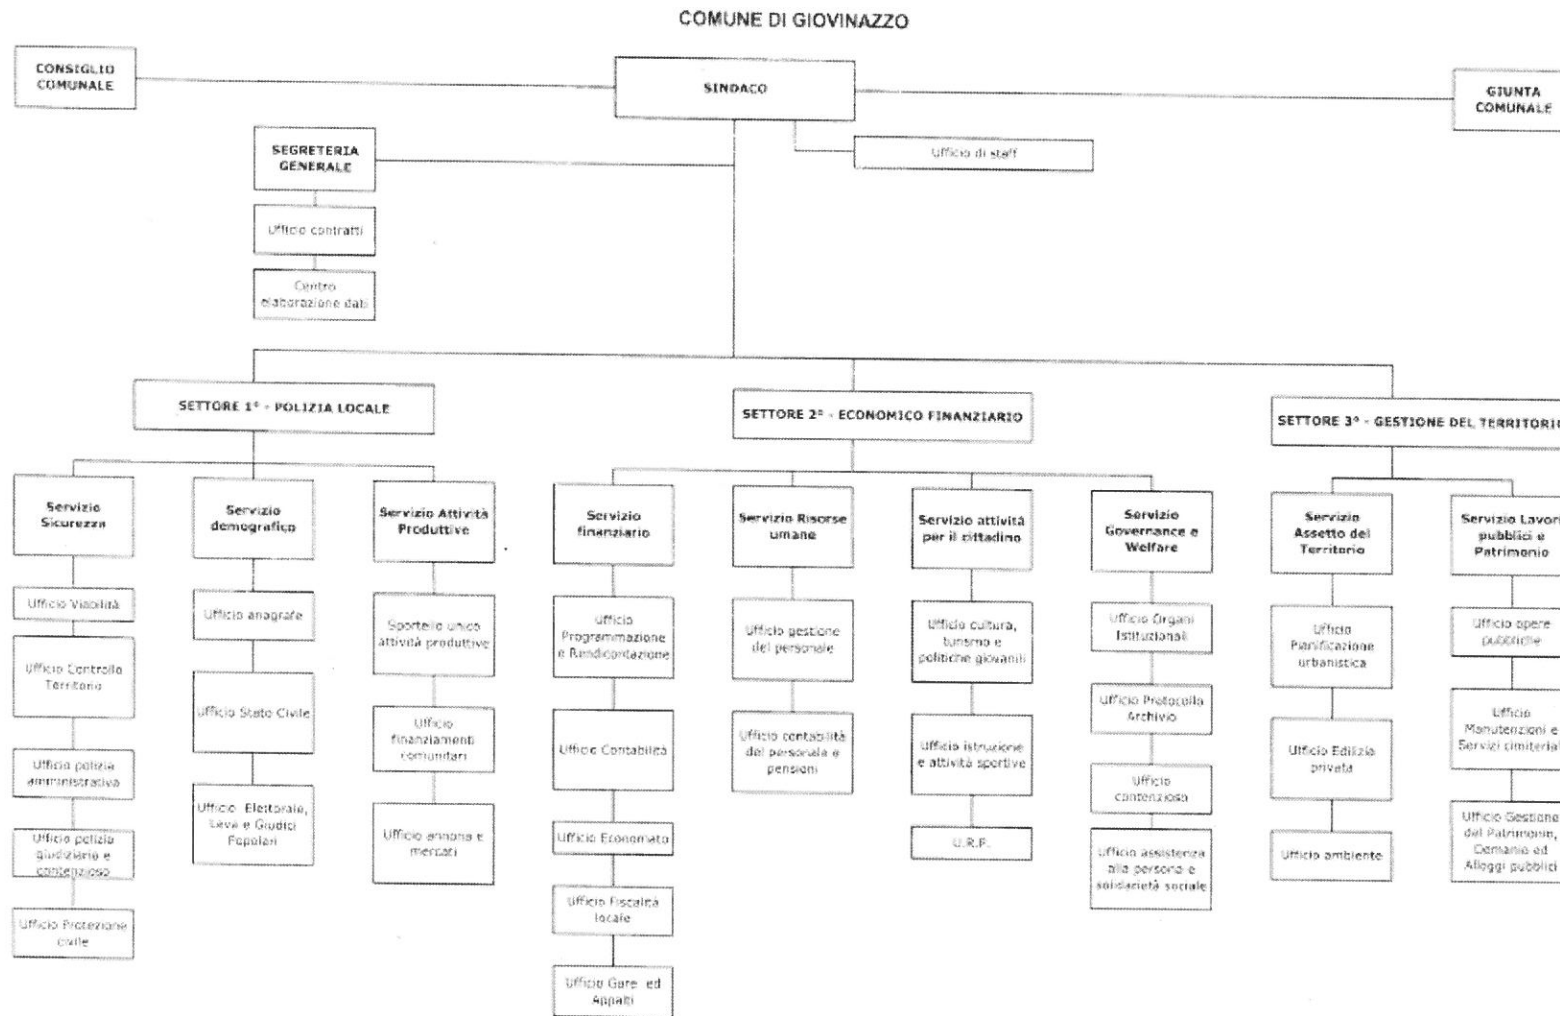 COMUNE DI GIOVINAZZO
CONSIGLIO
COMUNALE
SINDACO
GIUNTA
COMUNALE
SEGRETERIA
GENERALE
Ufficio di staff
Ufficio contratti
Centro
elaborazione dati
SETTORE 1° - POLIZIA LOCALE
SETTORE 2° - ECONOMICO FINANZIARIO
SETTORE 3° - GESTIONE DEL TERRITORIO
Servizio
Sicurezza
Ufficio Viabilità
Ufficio Controllo
Territorio
Ufficio polizia
amministrativa
Ufficio polizia
giudiziario e
contenzioso
Ufficio Protezione
civile
Servizio
demografico
Ufficio anagrafe
Ufficio Stato Civile
Ufficio Elettorale,
Leva e Giudici
Popolari
Servizio Attività
Produttive
Sportello unico
attività produttive
Ufficio
finanziamenti
comunitari
Ufficio annona e
mercati
Servizio
finanziario
Ufficio
Programmazione
e Rendicontazione
Ufficio Contabilità
Ufficio Economato
Ufficio Fiscalità
locale
Ufficio Gare ed
Appalti
Servizio Risorse
umane
Ufficio gestione
del personale
Ufficio contabilità
del personale e
pensioni
Servizio attività
per il cittadino
Ufficio cultura,
turismo e
politiche giovanili
Ufficio istruzione
e attività sportive
U.R.P.
Servizio
Governance e
Welfare
Ufficio Organi
Istituzionali
Ufficio Protocollo
Archivio
Ufficio
contenzioso
Ufficio assistenza
alla persona e
solidarietà sociale
Servizio
Assetto del
Territorio
Ufficio
Pianificazione
urbanistica
Ufficio Edilizia
privata
Ufficio ambiente
Servizio Lavori
pubblici e
Patrimonio
Ufficio opere
pubbliche
Ufficio
Manutenzioni e
Servizi cimiteriali
Ufficio Gestione
del Patrimonio,
Demanio ed
Alloggi pubblici